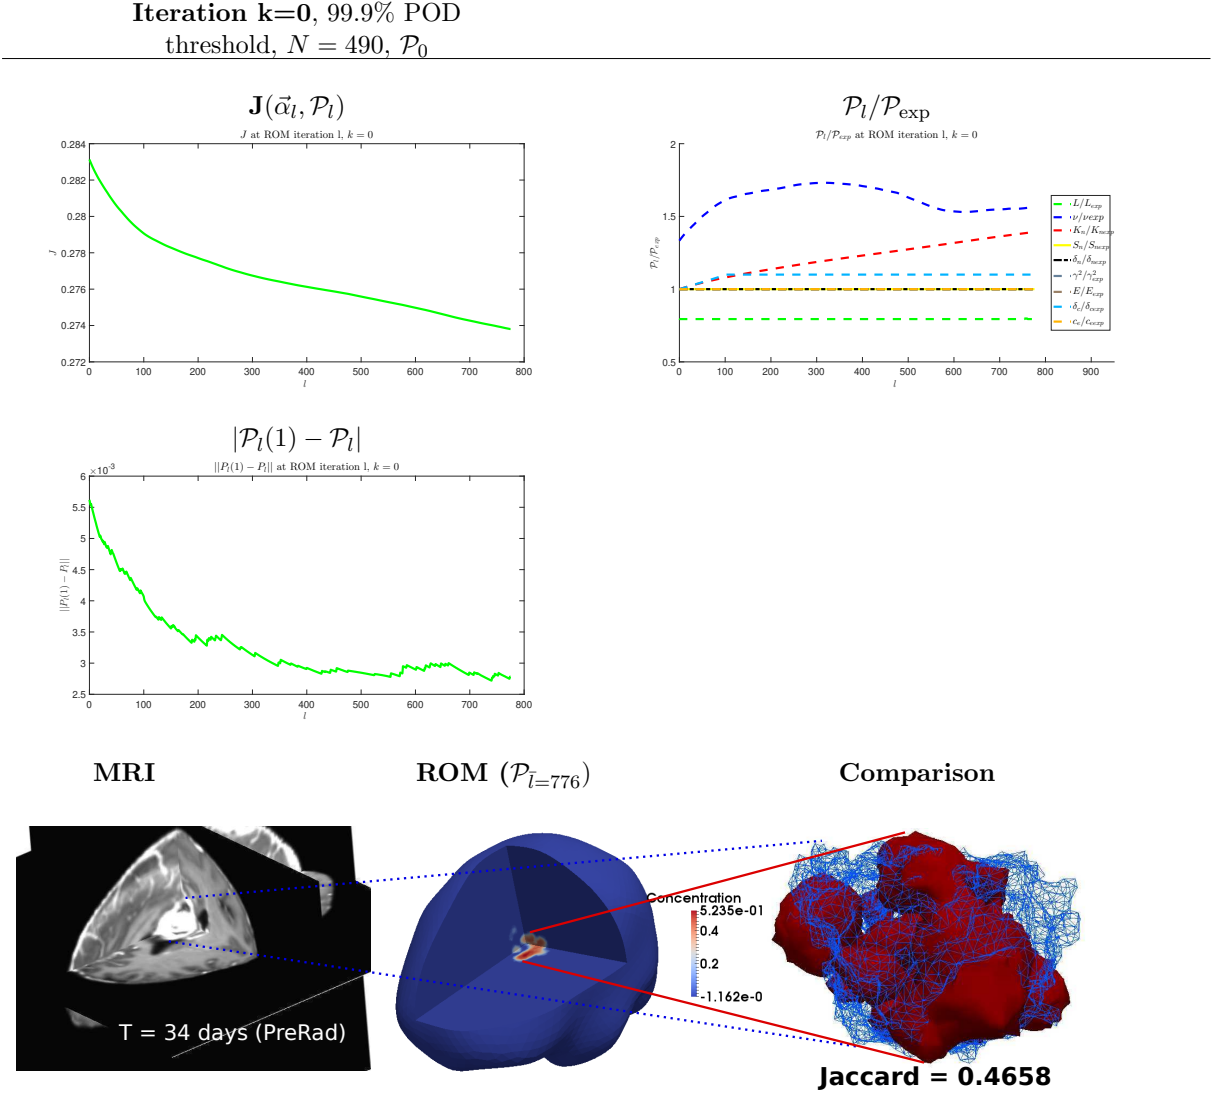 Iteration k=0, 99.9% POD
threshold, N = 490, 𝒫₀
J(α⃗ₗ, 𝒫ₗ)
𝒫ₗ/𝒫exp
J at ROM iteration l, k = 0
𝒫ₗ/𝒫exp at ROM iteration l, k = 0
0.284
0.282
0.28
0.278
0.276
0.274
0.272
J
0 100 200 300 400 500 600 700 800
l
2
1.5
1
0.5
𝒫ₗ/𝒫exp
0 100 200 300 400 500 600 700 800 900
l
L/Lexp
ν/νexp
Kn/Knexp
Sn/Snexp
δn/δnexp
γ²/γ²exp
E/Eexp
δc/δcexp
ce/ceexp
|𝒫ₗ(1) − 𝒫ₗ|
||Pₗ(1) − Pₗ|| at ROM iteration l, k = 0
×10⁻³
6
5.5
5
4.5
4
3.5
3
2.5
||Pₗ(1) − Pₗ||
0 100 200 300 400 500 600 700 800
l
MRI
ROM (𝒫l̄=776)
Comparison
T = 34 days (PreRad)
Concentration
5.235e-01
0.4
0.2
-1.162e-0
Jaccard = 0.4658